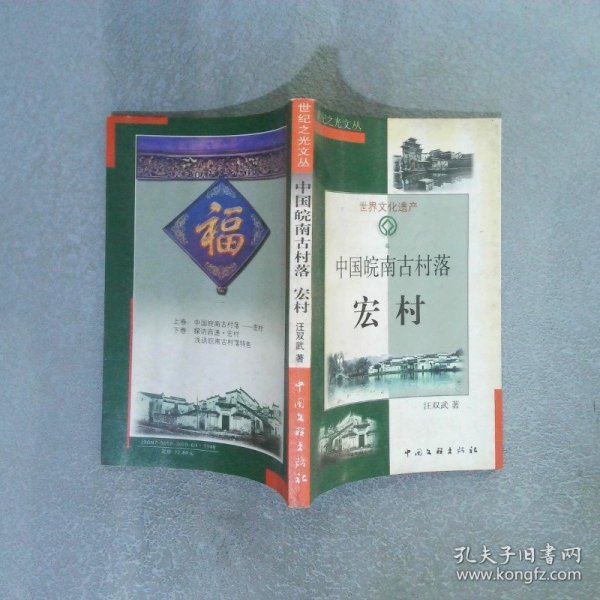 世纪之光文丛
世界文化遗产
中国皖南古村落
宏村
汪双武 著
中国文联出版社
世纪之光文丛
中国皖南古村落 宏村
汪双武 著
中国文联出版社
福
上卷：中国皖南古村落——宏村
下卷：探访西递·宏村
浅谈皖南古村落特色
孔夫子旧书网
www.kongfz.com